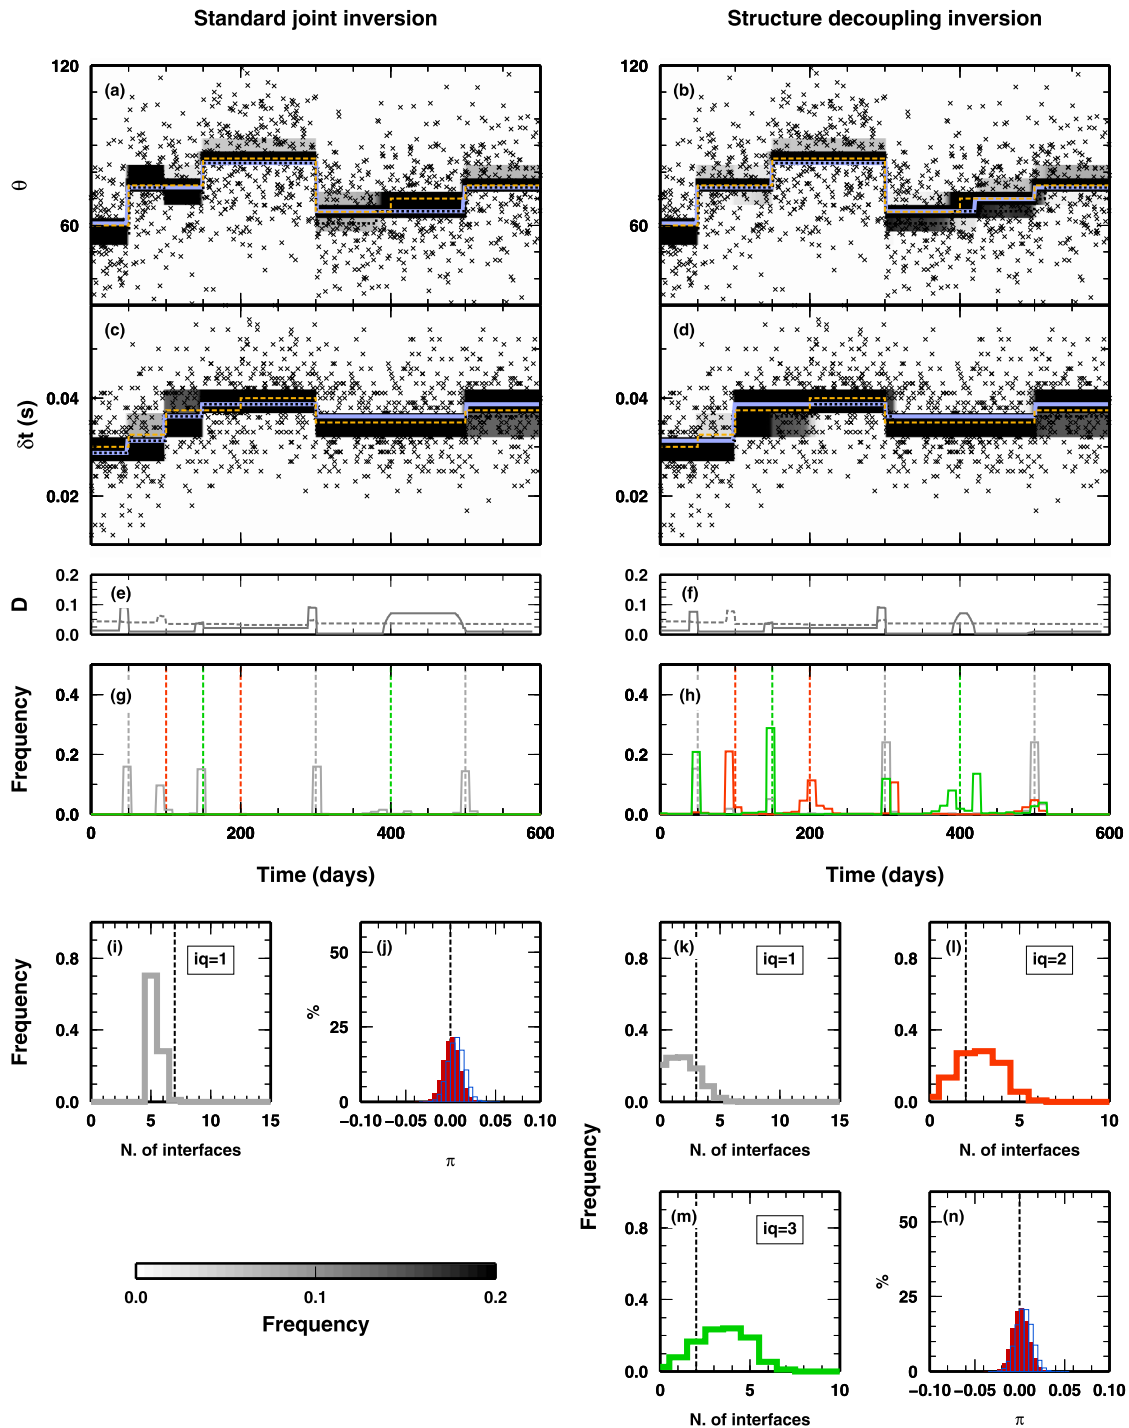 Standard joint inversion
Structure decoupling inversion
120
(a)
θ
60
120
(b)
60
(c)
δt (s)
0.04
0.02
(d)
0.04
0.02
D
0.2
0.1
0.0
(e)
0.2
0.1
0.0
(f)
Frequency
0.4
0.2
0.0
(g)
0 200 400 600
Time (days)
0.4
0.2
0.0
(h)
0 200 400 600
Time (days)
Frequency
0.8
0.4
0.0
(i)
iq=1
0 5 10 15
N. of interfaces
%
50
25
0
(j)
−0.10 −0.05 0.00 0.05 0.10
π
0.8
0.4
0.0
(k)
iq=1
0 5 10 15
N. of interfaces
0.8
0.4
0.0
(l)
iq=2
0 5 10
N. of interfaces
Frequency
0.8
0.4
0.0
(m)
iq=3
0 5 10
N. of interfaces
%
50
25
0
(n)
−0.10 −0.05 0.00 0.05 0.10
π
0.0 0.1 0.2
Frequency